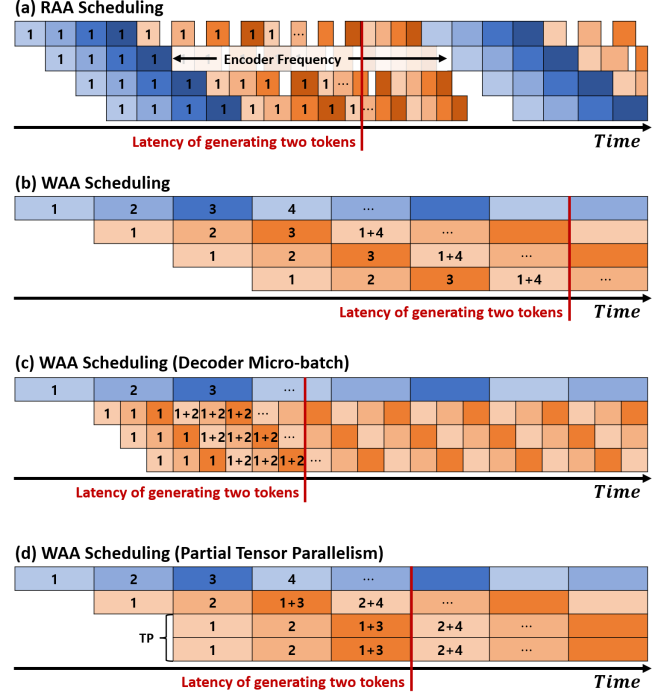 (a) RAA Scheduling
1 1 1 1 1 1 1 1 1 ...
1 1 1 1 Encoder Frequency
1 1 1 1 1 1 1 1 1 1 ...
1 1 1 1 1 1 1 1 1 ...
Latency of generating two tokens
Time
(b) WAA Scheduling
1 2 3 4 ...
1 2 3 1+4 ...
1 2 3 1+4 ...
1 2 3 1+4 ...
Latency of generating two tokens
Time
(c) WAA Scheduling (Decoder Micro-batch)
1 2 3 ...
1 1 1 1+2 1+2 1+2 ...
1 1 1 1+2 1+2 1+2 ...
1 1 1 1+2 1+2 1+2 ...
Latency of generating two tokens
Time
(d) WAA Scheduling (Partial Tensor Parallelism)
1 2 3 4 ...
1 2 1+3 2+4 ...
TP
1 2 1+3 2+4 ...
1 2 1+3 2+4 ...
Latency of generating two tokens
Time